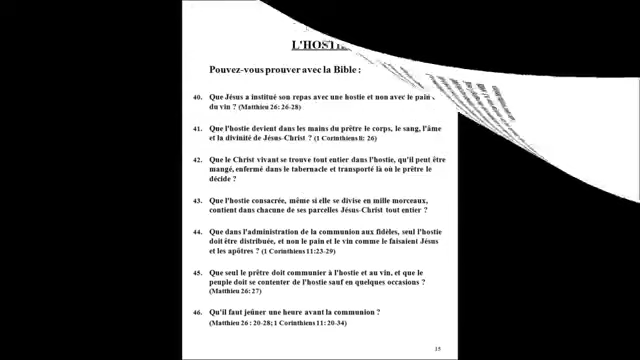 L'HOSTIE
Pouvez-vous prouver avec la Bible :
40. Que Jésus a institué son repas avec une hostie et non avec le pain
du vin ? (Matthieu 26: 26-28)
41. Que l'hostie devient dans les mains du prêtre le corps, le sang, l'âme
et la divinité de Jésus-Christ ? (1 Corinthiens 11: 26)
42. Que le Christ vivant se trouve tout entier dans l'hostie, qu'il peut être
mangé, enfermé dans le tabernacle et transporté là où le prêtre le
décide ?
43. Que l'hostie consacrée, même si elle se divise en mille morceaux,
contient dans chacune de ses parcelles Jésus-Christ tout entier ?
44. Que dans l'administration de la communion aux fidèles, seul l'hostie
doit être distribuée, et non le pain et le vin comme le faisaient Jésus
et les apôtres ? (1 Corinthiens 11:23-29)
45. Que seul le prêtre doit communier à l'hostie et au vin, et que le
peuple doit se contenter de l'hostie sauf en quelques occasions ?
(Matthieu 26: 27)
46. Qu'il faut jeûner une heure avant la communion ?
(Matthieu 26 : 20-28; 1 Corinthiens 11: 20-34)
15